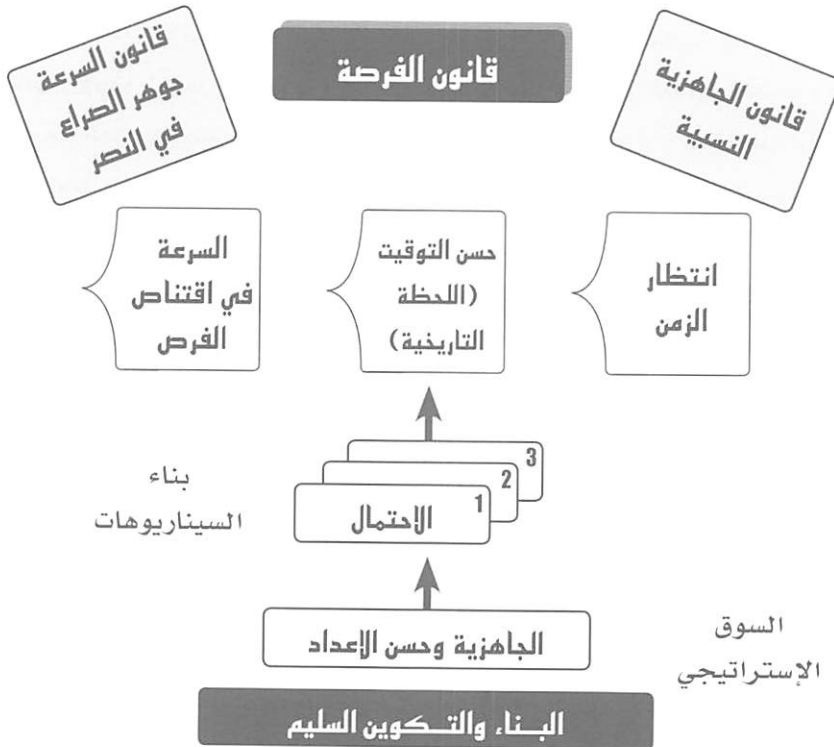 قانون الفرصة
قانون الجاهزية
النسبية
قانون السرعة
جوهر الصراع
في النصر
انتظار
الزمن
حسن التوقيت
(اللحظة
التاريخية)
السرعة
في اقتناص
الفرص
3
2
1
الاحتمال
بناء
السيناريوهات
الجاهزية وحسن الإعداد
السوق
الإستراتيجي
البناء والتكوين السليم